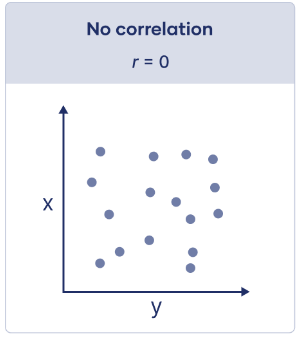 No correlation
r = 0
x
y